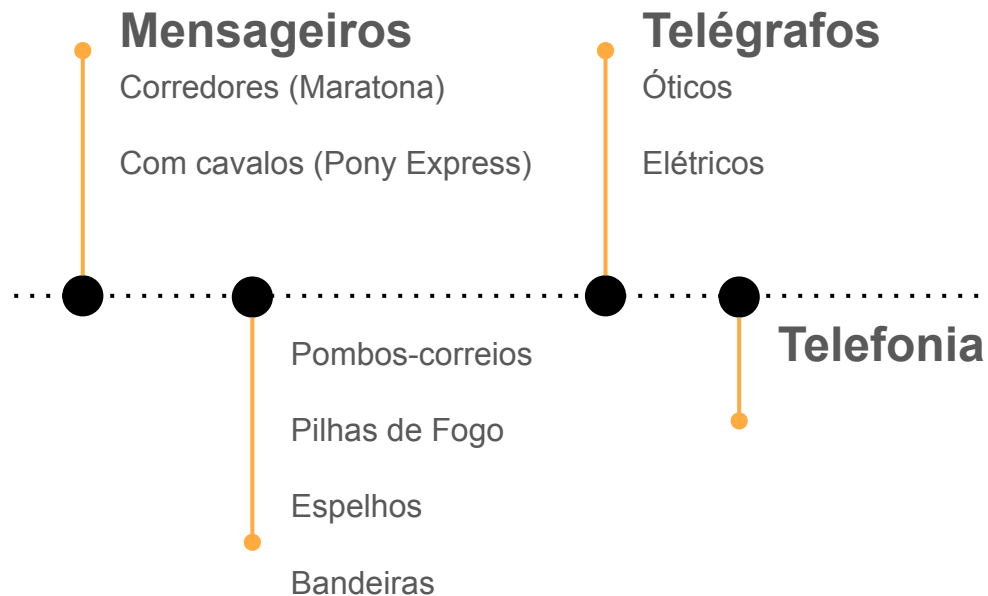 Mensageiros
Corredores (Maratona)
Com cavalos (Pony Express)
Pombos-correios
Pilhas de Fogo
Espelhos
Bandeiras
Telégrafos
Óticos
Elétricos
Telefonia